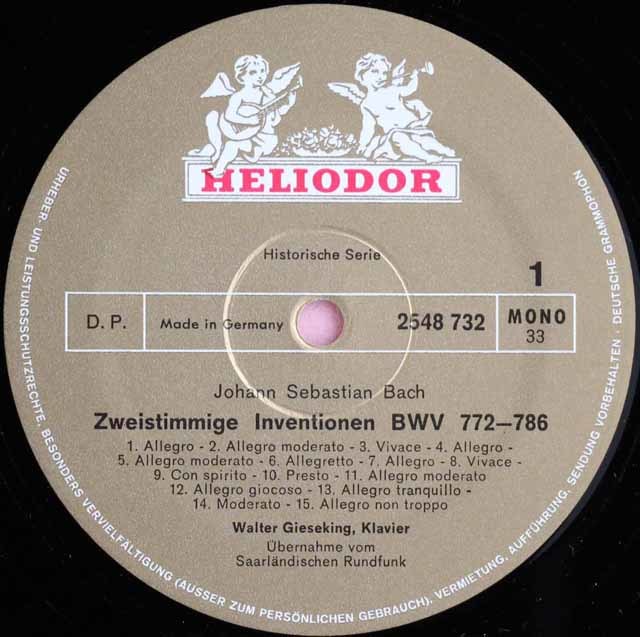 HELIODOR
Historische Serie
1
D. P.
Made in Germany
2548 732
MONO
33
Johann Sebastian Bach
Zweistimmige Inventionen BWV 772—786
1. Allegro - 2. Allegro moderato - 3. Vivace - 4. Allegro -
5. Allegro moderato - 6. Allegretto - 7. Allegro - 8. Vivace -
9. Con spirito - 10. Presto - 11. Allegro moderato
12. Allegro giocoso - 13. Allegro tranquillo -
14. Moderato - 15. Allegro non troppo
Walter Gieseking, Klavier
Übernahme vom
Saarländischen Rundfunk
URHEBER- UND LEISTUNGSSCHUTZRECHTE, BESONDERS VERVIELFÄLTIGUNG (AUSSER ZUM PERSÖNLICHEN GEBRAUCH), VERMIETUNG, AUFFÜHRUNG, SENDUNG VORBEHALTEN · DEUTSCHE GRAMMOPHON